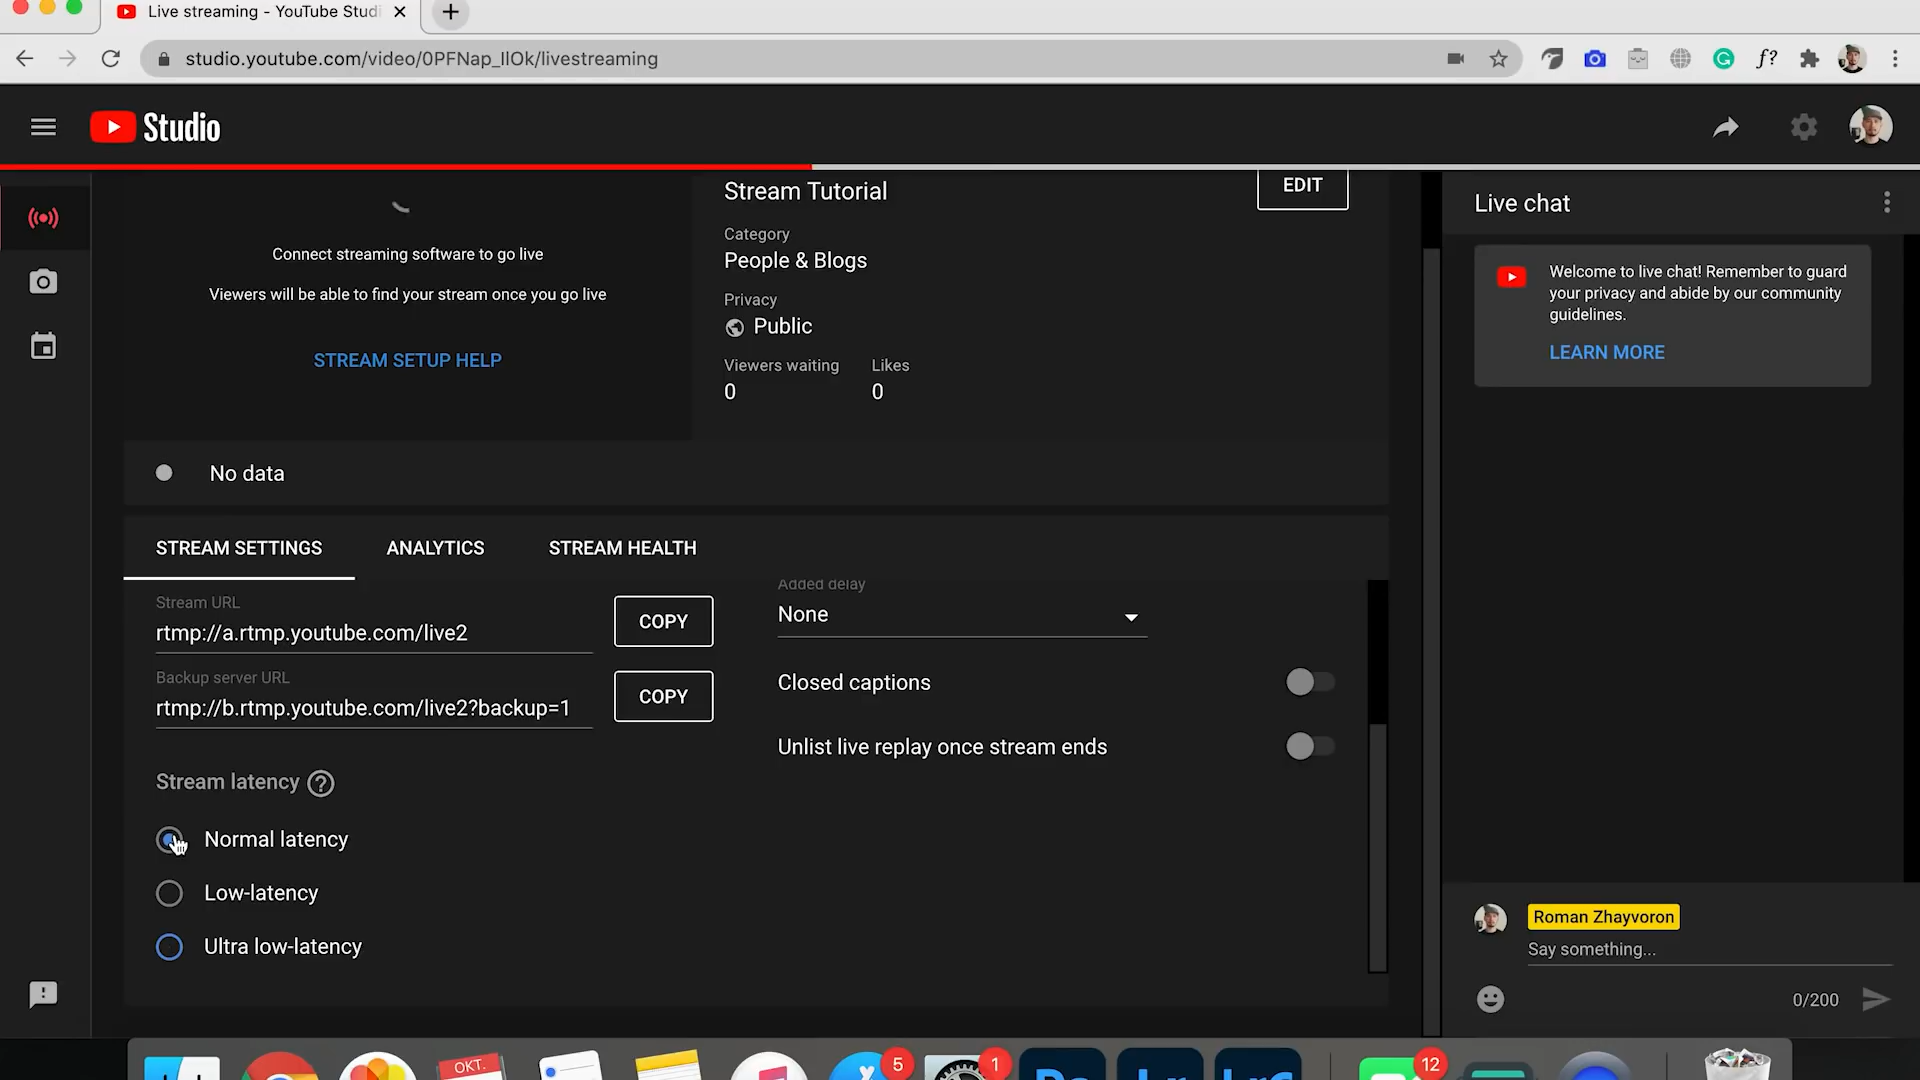 Live streaming - YouTube Studi
studio.youtube.com/video/0PFNap_IlOk/livestreaming
f?
Studio
Stream Tutorial
EDIT
Connect streaming software to go live
Viewers will be able to find your stream once you go live
STREAM SETUP HELP
Category
People & Blogs
Privacy
Public
Viewers waiting
Likes
0
0
No data
STREAM SETTINGS
ANALYTICS
STREAM HEALTH
Stream URL
rtmp://a.rtmp.youtube.com/live2
COPY
Backup server URL
rtmp://b.rtmp.youtube.com/live2?backup=1
COPY
Stream latency
Normal latency
Low-latency
Ultra low-latency
Added delay
None
Closed captions
Unlist live replay once stream ends
Live chat
Welcome to live chat! Remember to guard
your privacy and abide by our community
guidelines.
LEARN MORE
Roman Zhayvoron
Say something...
0/200
OKT.
5
1
12